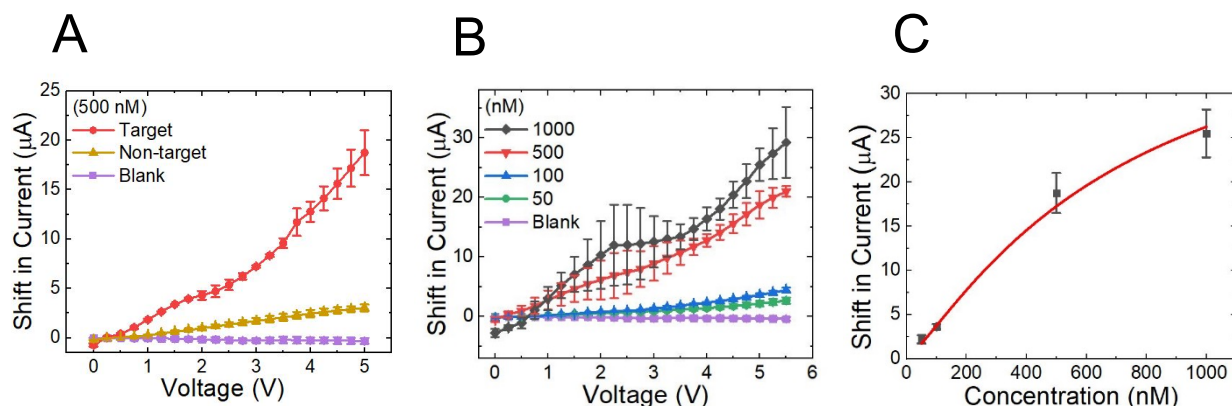 A
B
C
Shift in Current (μA)
25
20
15
10
5
0
(500 nM)
Target
Non-target
Blank
0 1 2 3 4 5
Voltage (V)
Shift in Current (μA)
30
20
10
0
(nM)
1000
500
100
50
Blank
0 1 2 3 4 5 6
Voltage (V)
Shift in Current (μA)
30
25
20
15
10
5
0
0 200 400 600 800 1000
Concentration (nM)